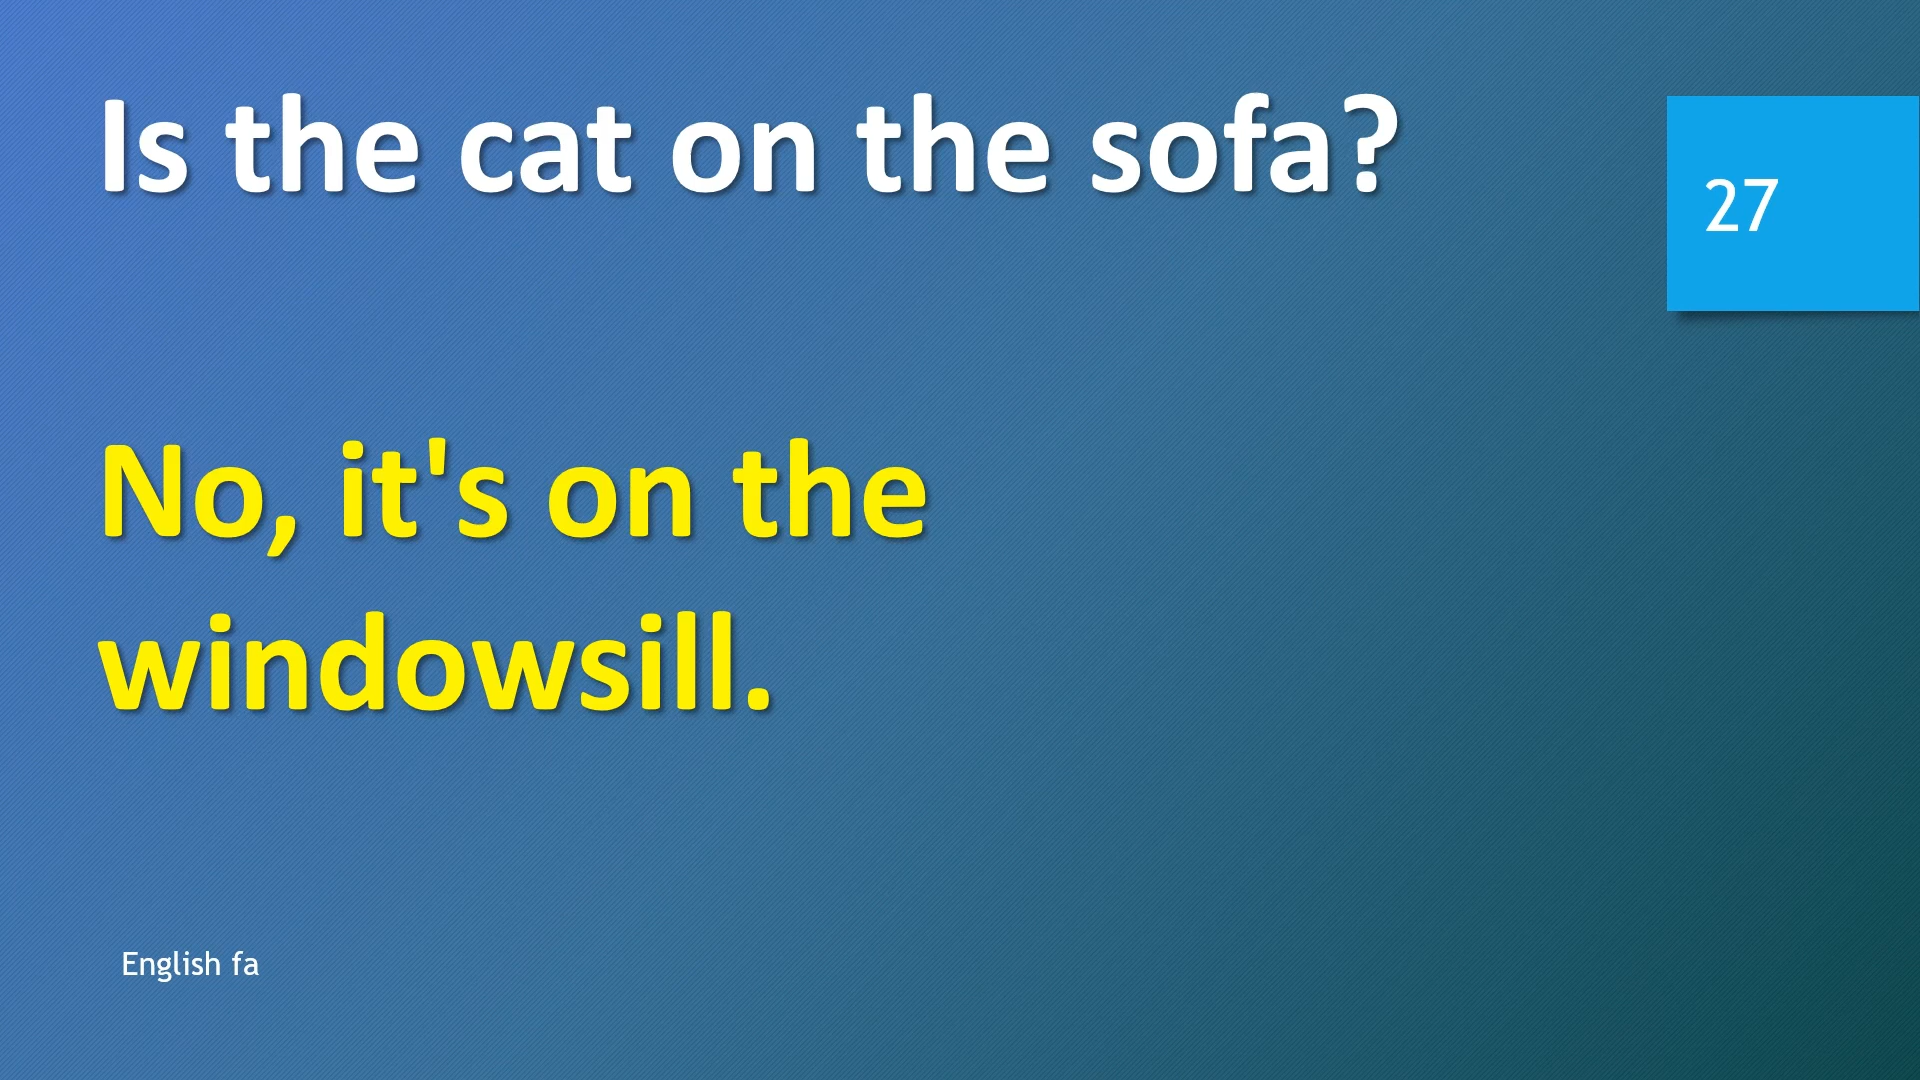 Is the cat on the sofa?
27
No, it's on the
windowsill.
English fa